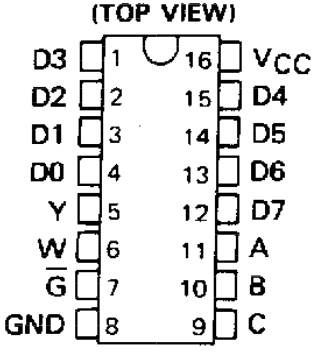 (TOP VIEW)
D3 1 16 VCC
D2 2 15 D4
D1 3 14 D5
D0 4 13 D6
Y 5 12 D7
W 6 11 A
G̅ 7 10 B
GND 8 9 C